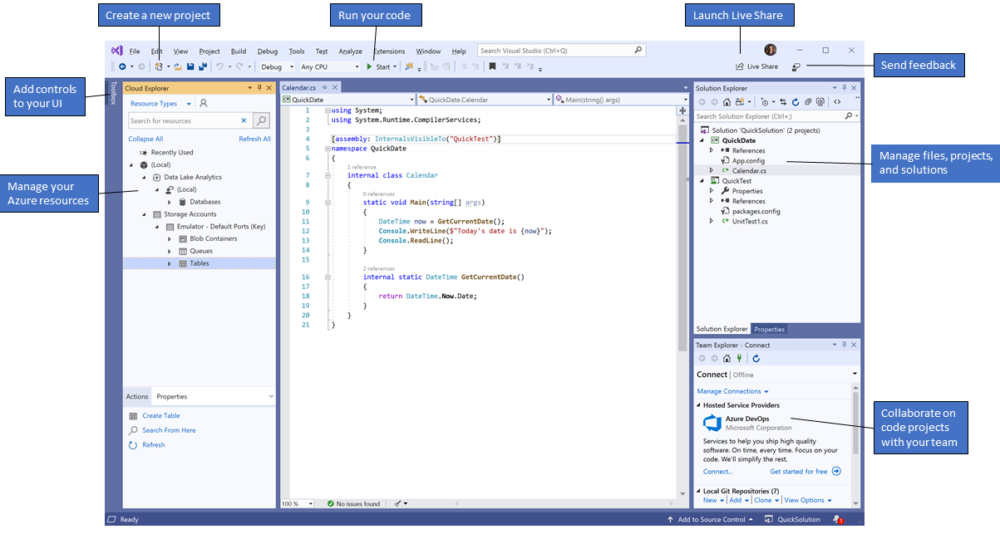 Create a new project
Run your code
Launch Live Share
File Edit View Project Build Debug Tools Test Analyze Extensions Window Help Search Visual Studio (Ctrl+Q)
Debug Any CPU Start Live Share
Send feedback
Add controls
to your UI
Toolbox
Cloud Explorer
Resource Types
Search for resources
Collapse All Refresh All
Recently Used
(Local)
Data Lake Analytics
(Local)
Databases
Storage Accounts
Emulator - Default Ports (Key)
Blob Containers
Queues
Tables
Manage your
Azure resources
Actions Properties
Create Table
Search From Here
Refresh
Calendar.cs
QuickDate QuickDate.Calendar Main(string[] args)
1 using System;
2 using System.Runtime.CompilerServices;
3
4 [assembly: InternalsVisibleTo("QuickTest")]
5 namespace QuickDate
6 {
1 reference
7 internal class Calendar
8 {
0 references
9 static void Main(string[] args)
10 {
11 DateTime now = GetCurrentDate();
12 Console.WriteLine($"Today's date is {now}");
13 Console.ReadLine();
14 }
15
2 references
16 internal static DateTime GetCurrentDate()
17 {
18 return DateTime.Now.Date;
19 }
20 }
21 }
100 % No issues found
Solution Explorer
Search Solution Explorer (Ctrl+;)
Solution 'QuickSolution' (2 projects)
QuickDate
References
App.config
Calendar.cs
QuickTest
Properties
References
packages.config
UnitTest1.cs
Manage files, projects,
and solutions
Solution Explorer Properties
Team Explorer - Connect
Connect | Offline
Manage Connections
Hosted Service Providers
Azure DevOps
Microsoft Corporation
Services to help you ship high quality
software. On time, every time. Focus on your
code. We'll simplify the rest.
Connect... Get started for free
Local Git Repositories (7)
New Add Clone View Options
Collaborate on
code projects
with your team
Ready Add to Source Control QuickSolution 1